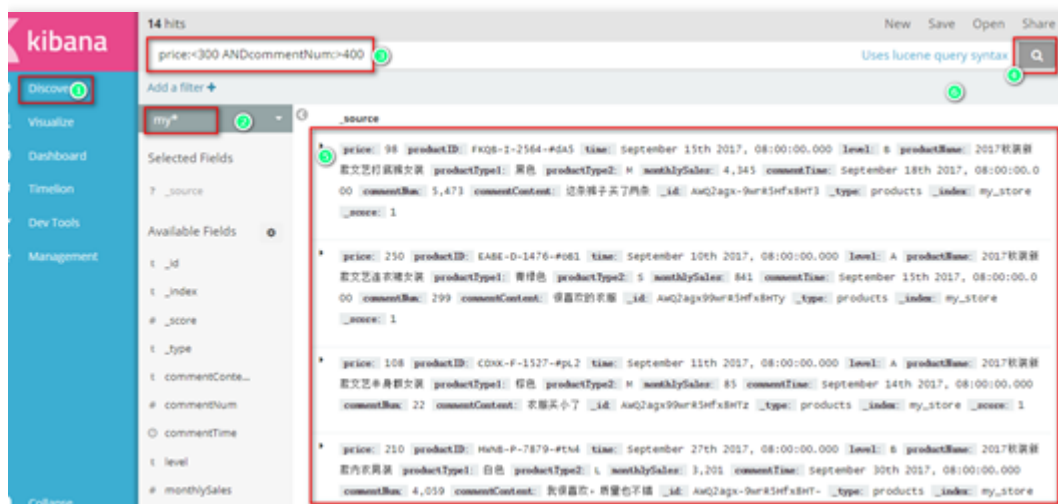 14 hits
New Save Open Share
kibana
price:<300 ANDcommentNum:>400
3
Uses lucene query syntax
4
Discove
1
Add a filter +
6
my*
2
Visualize
_source
Dashboard
Selected Fields
5
price: 98 productID: FKQB-I-2564-#dA5 time: September 15th 2017, 08:00:00.000 level: B productName: 2017秋装新
款文艺打底裤女装 productType1: 黑色 productType2: M monthlySales: 4,345 commentTime: September 18th 2017, 08:00:00.0
00 commentNum: 5,473 commentContent: 这条裤子买了两条 _id: AwQ2agx-9wrR5HfxBHT3 _type: products _index: my_store
_score: 1
Timelion
? _source
Dev Tools
Available Fields
Management
t _id
price: 250 productID: EABE-D-1476-#oB1 time: September 10th 2017, 08:00:00.000 level: A productName: 2017秋装新
款文艺连衣裙女装 productType1: 青绿色 productType2: S monthlySales: 841 commentTime: September 15th 2017, 08:00:00.0
00 commentNum: 299 commentContent: 很喜欢的衣服 _id: AwQ2agx99wrR5HfxBHTy _type: products _index: my_store
_score: 1
t _index
# _score
t _type
price: 108 productID: COXK-F-1527-#pL2 time: September 11th 2017, 08:00:00.000 level: A productName: 2017秋装新
款文艺半身裙女装 productType1: 棕色 productType2: M monthlySales: 85 commentTime: September 14th 2017, 08:00:00.000
commentNum: 22 commentContent: 衣服买小了 _id: AwQ2agx99wrR5HfxBHTz _type: products _index: my_store _score: 1
t commentConte...
# commentNum
commentTime
t level
price: 210 productID: HWNB-P-7879-#tN4 time: September 27th 2017, 08:00:00.000 level: B productName: 2017秋装新
款内衣男装 productType1: 白色 productType2: L monthlySales: 3,201 commentTime: September 30th 2017, 08:00:00.000
commentNum: 4,059 commentContent: 我很喜欢，质量也不错 _id: AwQ2agx-9wrR5HfxBHT- _type: products _index: my_store
# monthlySales
Collapse